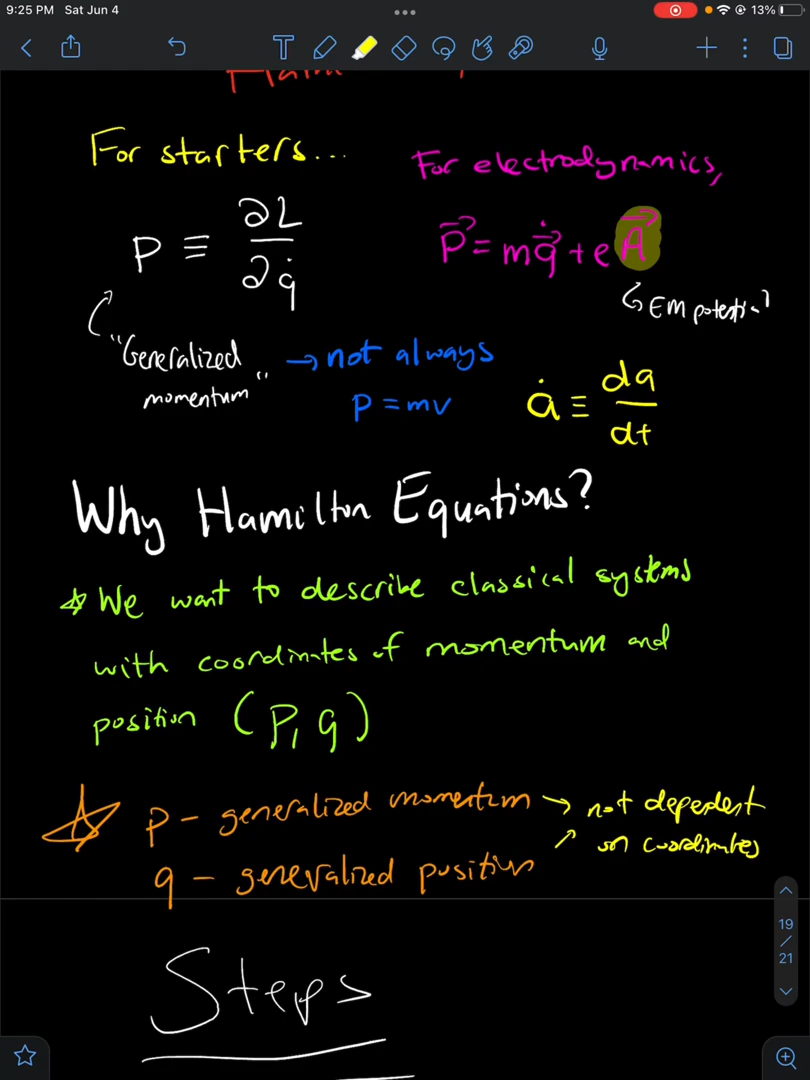 9:25 PM Sat Jun 4
13%
For starters...
For electrodynamics,
P ≡ ∂L/∂q̇
P⃗ = mq⃗̇ + eA⃗
EM potential
"Generalized
momentum"
→ not always
P = mv
ȧ ≡ da/dt
Why Hamilton Equations?
☆ We want to describe classical systems
with coordinates of momentum and
position (P, q)
☆ P - generalized momentum → not dependent
q - generalized position ↗ on coordinates
19
/
21
Steps